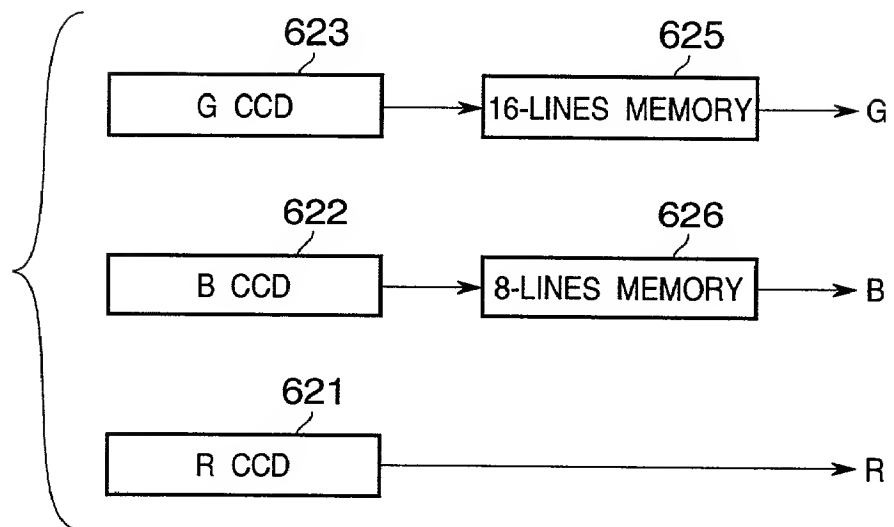 623
625
G CCD
16-LINES MEMORY
G
622
626
B CCD
8-LINES MEMORY
B
621
R CCD
R